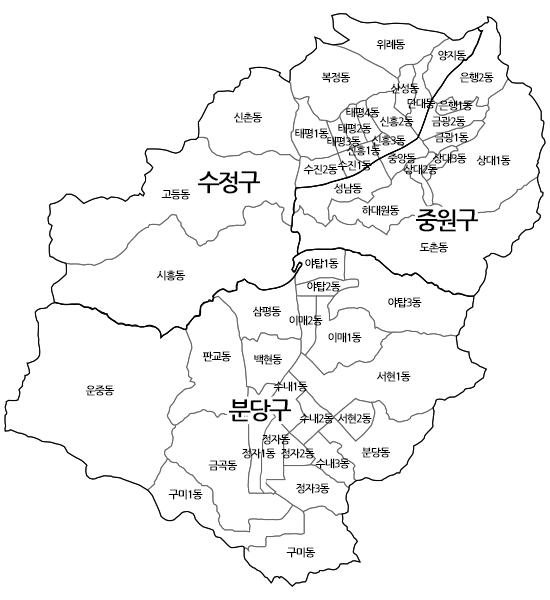 위례동
양지동
복정동
은행2동
산성동
단대동
은행1동
신촌동
태평4동
신흥2동
금광2동
태평1동
태평2동
태평3동
신흥3동
금광1동
신흥1동
중앙동
상대3동
상대1동
수진2동
수진1동
상대2동
수정구
고등동
성남동
하대원동
중원구
도촌동
야탑1동
시흥동
야탑2동
야탑3동
삼평동
이매2동
이매1동
판교동
백현동
서현1동
운중동
수내1동
분당구
수내2동
서현2동
정자동
정자1동
정자2동
분당동
금곡동
수내3동
정자3동
구미1동
구미동